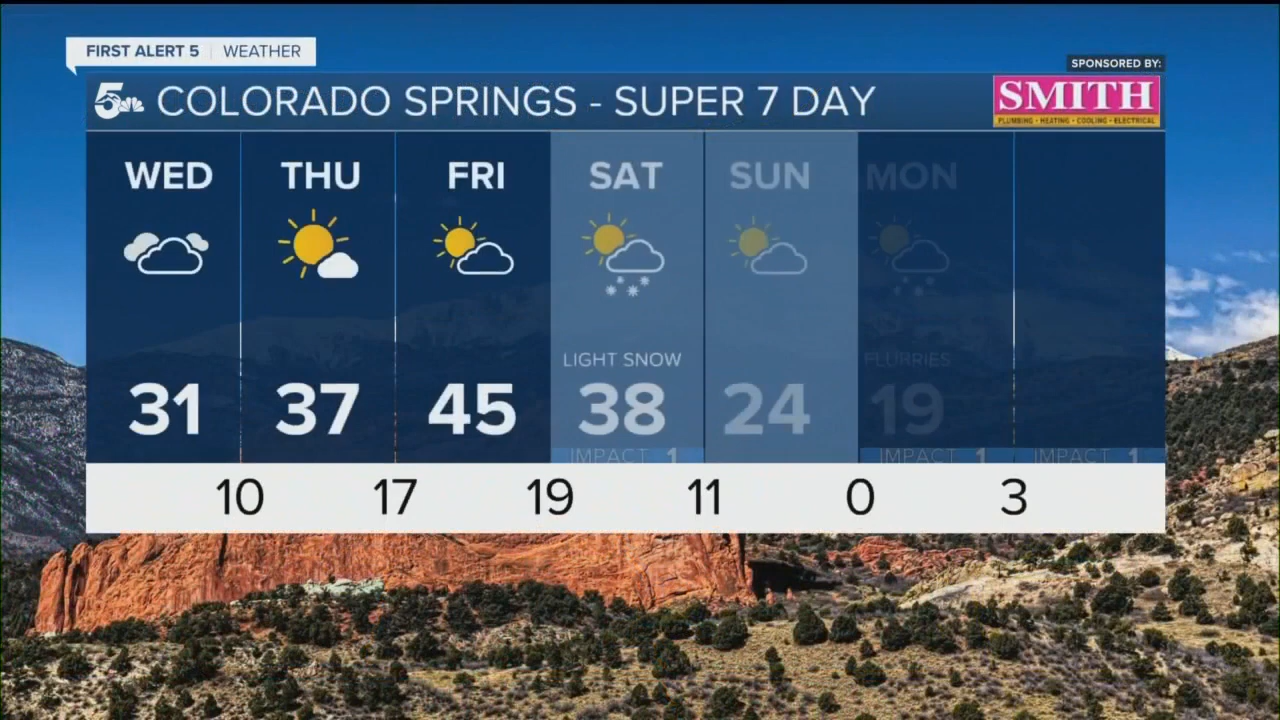 FIRST ALERT 5 | WEATHER
SPONSORED BY:
5 COLORADO SPRINGS - SUPER 7 DAY
SMITH
PLUMBING • HEATING • COOLING • ELECTRICAL
WED THU FRI SAT SUN MON
LIGHT SNOW FLURRIES
31 37 45 38 24 19
IMPACT 1 IMPACT 1 IMPACT 1
10 17 19 11 0 3